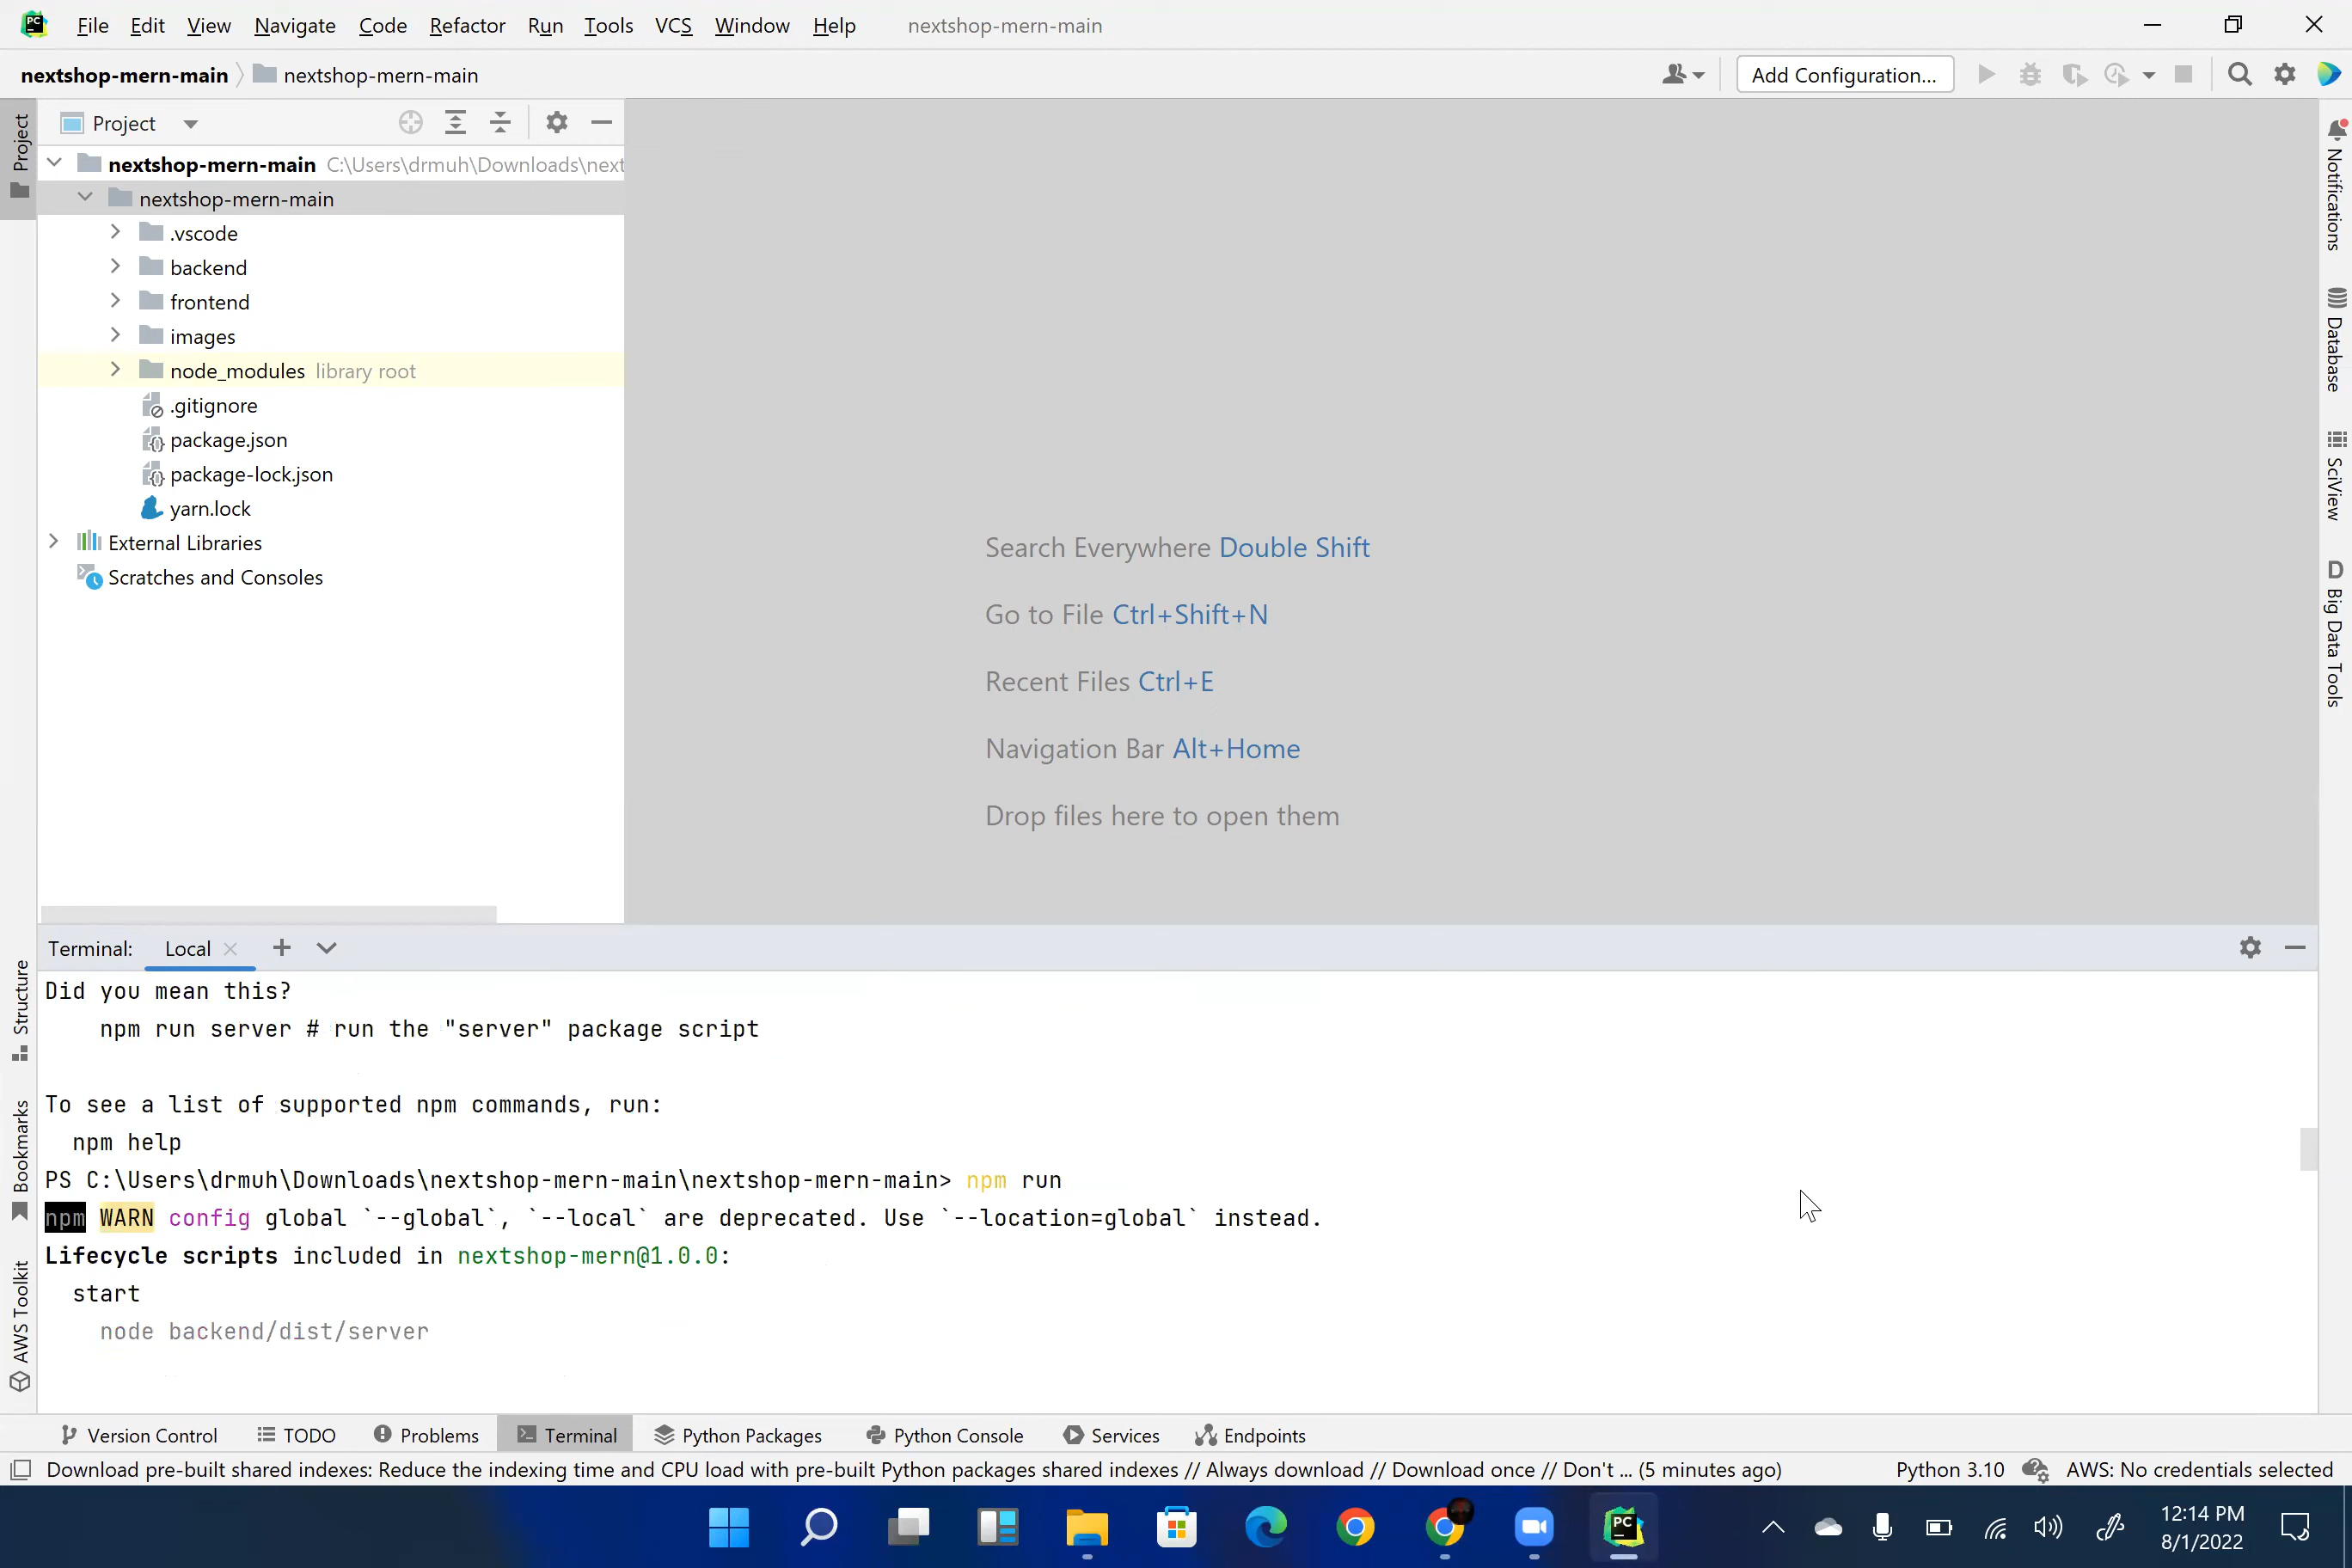 PC File Edit View Navigate Code Refactor Run Tools VCS Window Help nextshop-mern-main
nextshop-mern-main nextshop-mern-main Add Configuration...
Project
Project
nextshop-mern-main C:\Users\drmuh\Downloads\next
nextshop-mern-main
.vscode
backend
frontend
images
node_modules library root
.gitignore
package.json
package-lock.json
yarn.lock
External Libraries
Scratches and Consoles
Search Everywhere Double Shift
Go to File Ctrl+Shift+N
Recent Files Ctrl+E
Navigation Bar Alt+Home
Drop files here to open them
Notifications
Database
SciView
D Big Data Tools
Structure
Bookmarks
AWS Toolkit
Terminal: Local
Did you mean this?
npm run server # run the "server" package script
To see a list of supported npm commands, run:
npm help
PS C:\Users\drmuh\Downloads\nextshop-mern-main\nextshop-mern-main> npm run
npm WARN config global `--global`, `--local` are deprecated. Use `--location=global` instead.
Lifecycle scripts included in nextshop-mern@1.0.0:
start
node backend/dist/server
Version Control TODO Problems Terminal Python Packages Python Console Services Endpoints
Download pre-built shared indexes: Reduce the indexing time and CPU load with pre-built Python packages shared indexes // Always download // Download once // Don't ... (5 minutes ago) Python 3.10 AWS: No credentials selected
PC
12:14 PM
8/1/2022